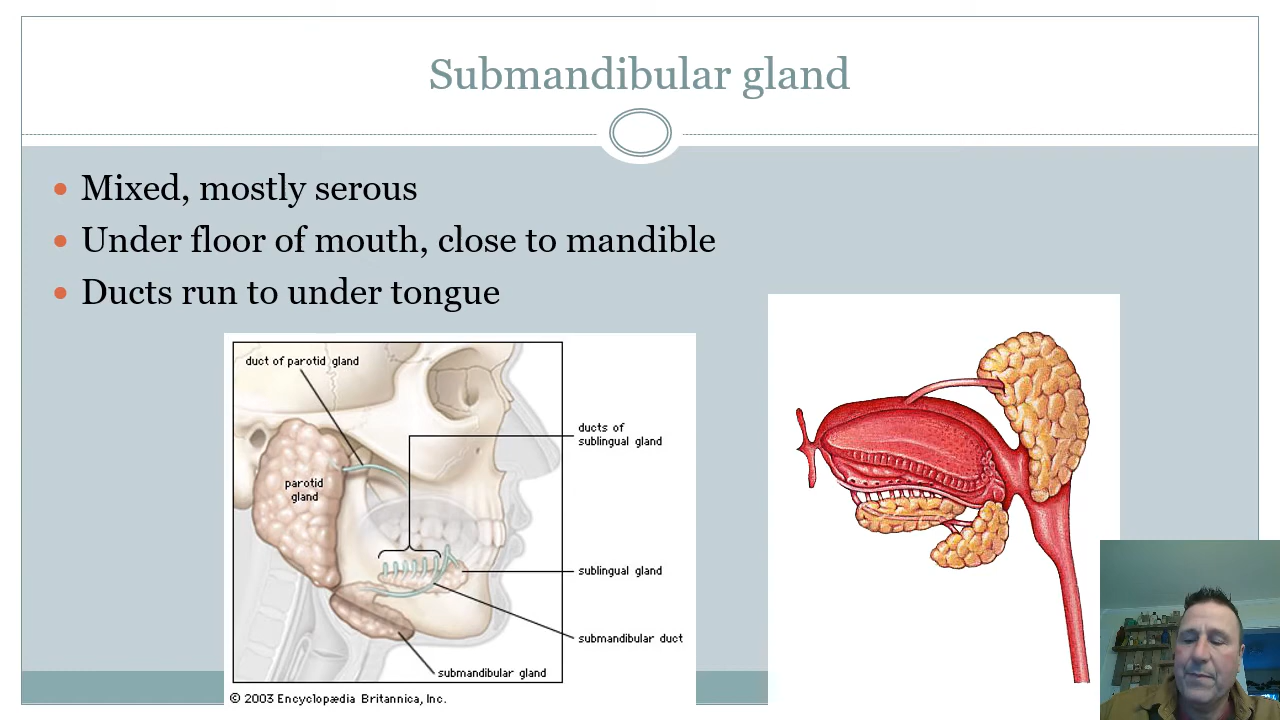 Submandibular gland
Mixed, mostly serous
Under floor of mouth, close to mandible
Ducts run to under tongue
duct of parotid gland
ducts of
sublingual gland
parotid
gland
sublingual gland
submandibular duct
submandibular gland
© 2003 Encyclopædia Britannica, Inc.